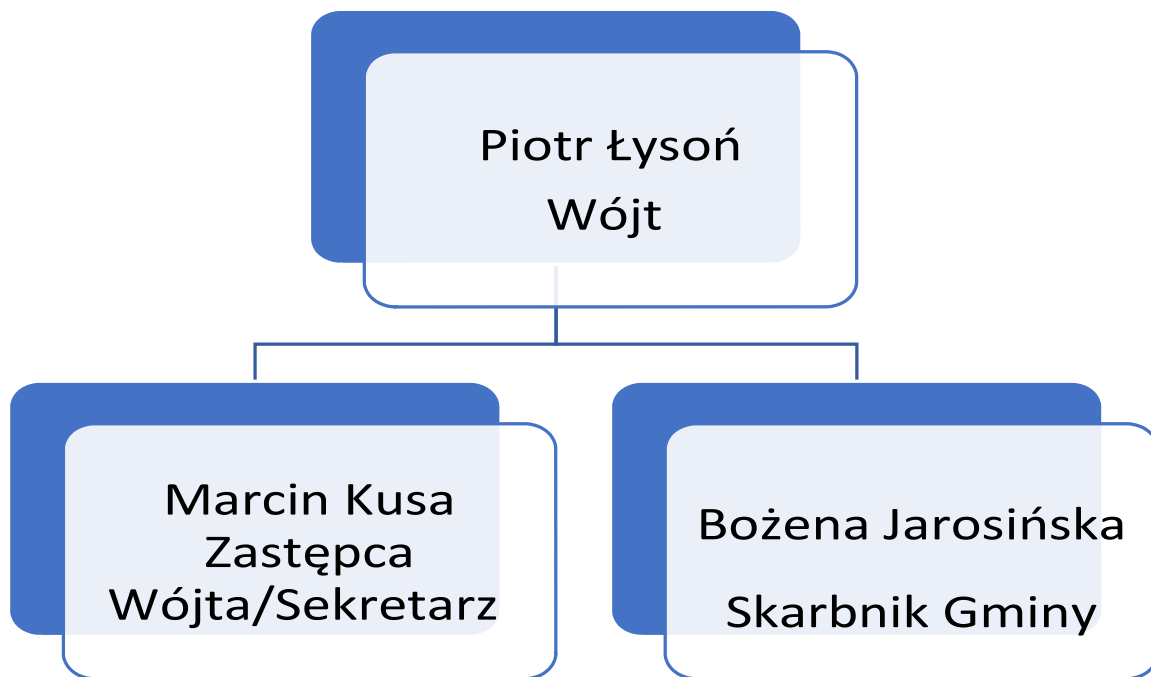 Piotr Łysoń
Wójt
Marcin Kusa
Zastępca
Wójta/Sekretarz
Bożena Jarosińska
Skarbnik Gminy